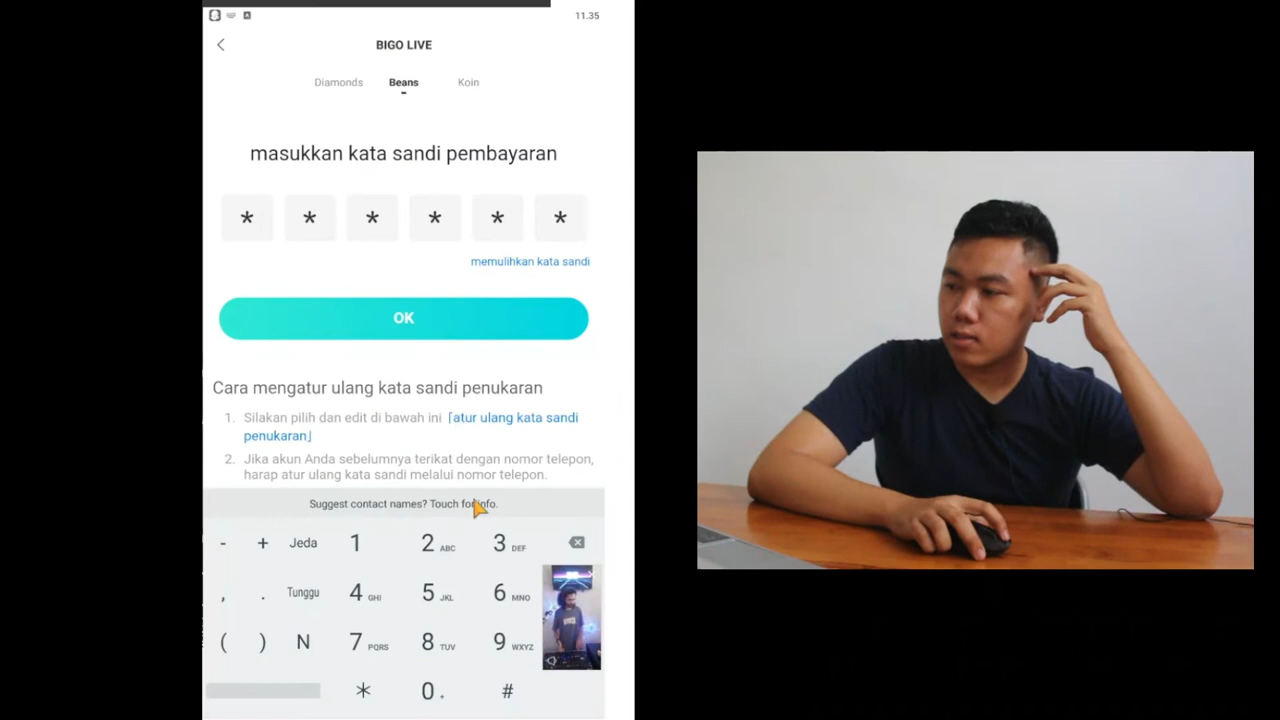 11.35
BIGO LIVE
Diamonds Beans Koin
masukkan kata sandi pembayaran
* * * * * *
memulihkan kata sandi
OK
Cara mengatur ulang kata sandi penukaran
1. Silakan pilih dan edit di bawah ini「atur ulang kata sandi
penukaran」
2. Jika akun Anda sebelumnya terikat dengan nomor telepon,
harap atur ulang kata sandi melalui nomor telepon.
Suggest contact names? Touch for info.
- + Jeda 1 2 ABC 3 DEF
, . Tunggu 4 GHI 5 JKL 6 MNO
( ) N 7 PQRS 8 TUV 9 WXYZ
* 0 + #